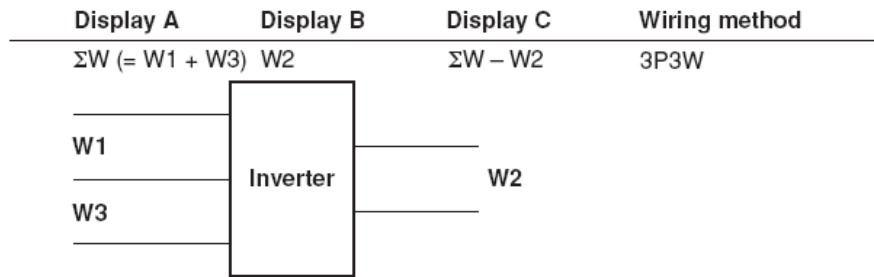 Display A Display B Display C Wiring method
ΣW (= W1 + W3) W2 ΣW – W2 3P3W
W1
Inverter W2
W3